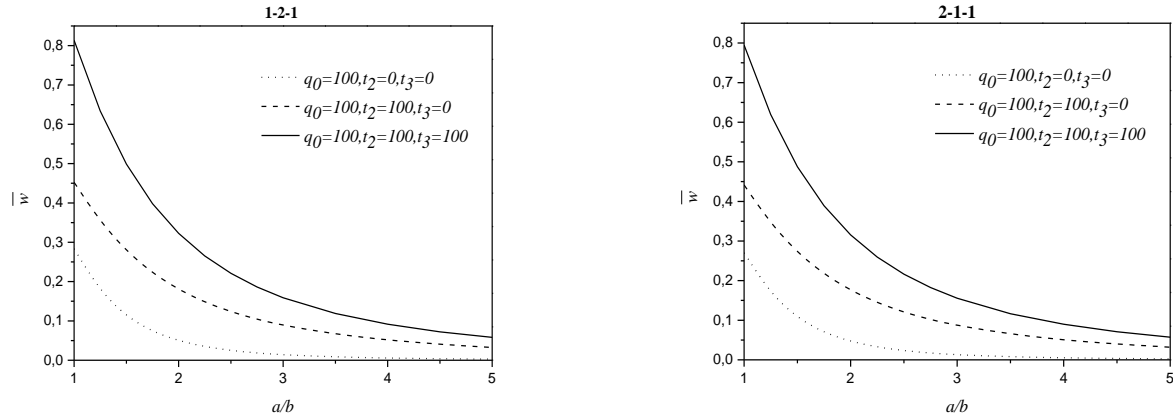 1-2-1
0,8
0,7
0,6
0,5
0,4
0,3
0,2
0,1
0,0
w
q0=100,t2=0,t3=0
q0=100,t2=100,t3=0
q0=100,t2=100,t3=100
1 2 3 4 5
a/b
2-1-1
0,8
0,7
0,6
0,5
0,4
0,3
0,2
0,1
0,0
w
q0=100,t2=0,t3=0
q0=100,t2=100,t3=0
q0=100,t2=100,t3=100
1 2 3 4 5
a/b